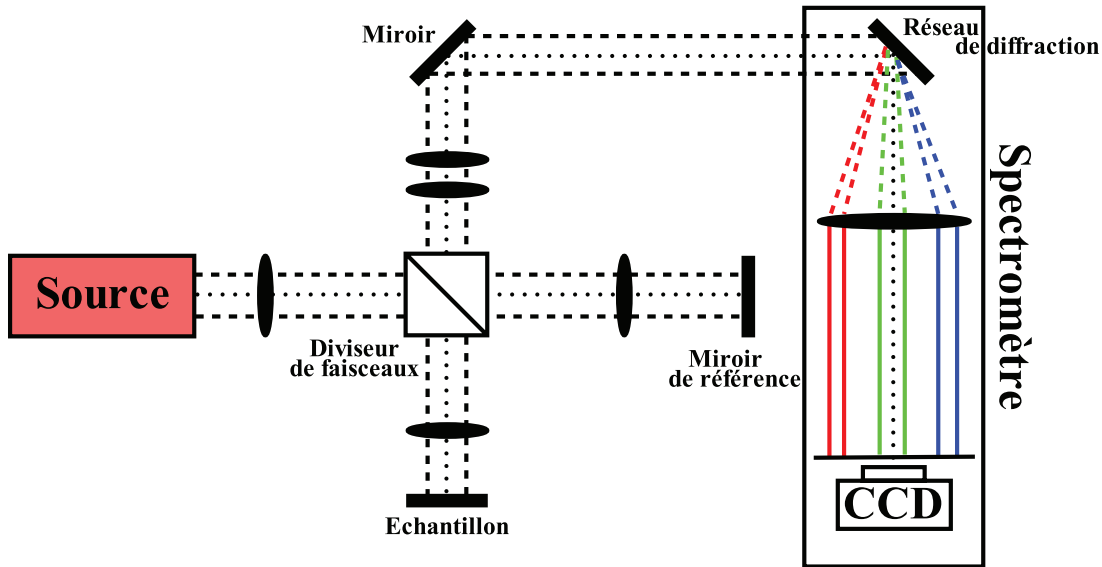 Miroir
Réseau
de diffraction
Spectromètre
Source
Diviseur
de faisceaux
Miroir
de référence
Echantillon
CCD